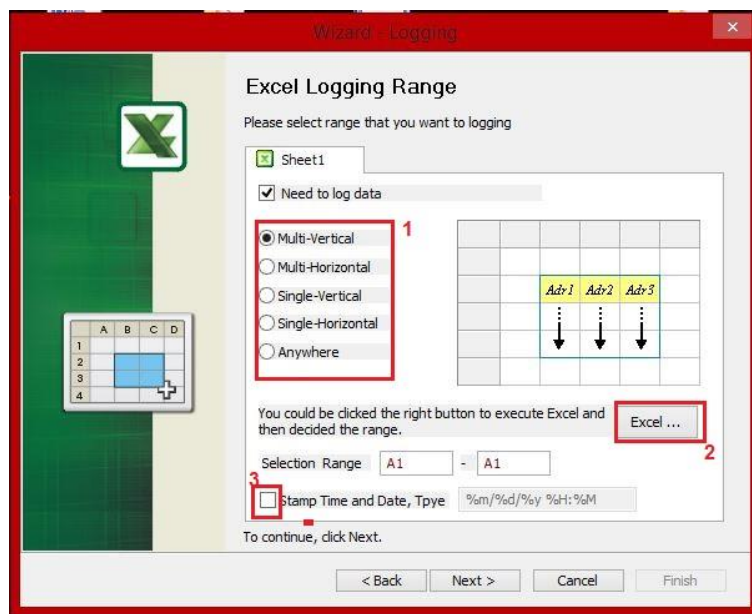 Wizard - Logging
Excel Logging Range
Please select range that you want to logging
Sheet1
Need to log data
1
Multi-Vertical
Multi-Horizontal
Single-Vertical
Single-Horizontal
Anywhere
Adr1 Adr2 Adr3
A B C D
1
2
3
4
You could be clicked the right button to execute Excel and
then decided the range.
Excel ...
2
Selection Range A1 - A1
3
Stamp Time and Date, Tpye %m/%d/%y %H:%M
To continue, click Next.
< Back Next > Cancel Finish